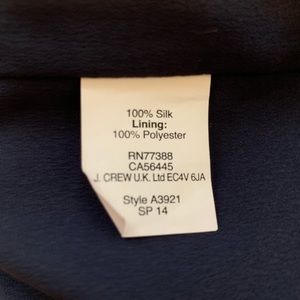 100% Silk
Lining:
100% Polyester
RN77388
CA56445
J. CREW U.K. Ltd EC4V 6JA
Style A3921
SP 14